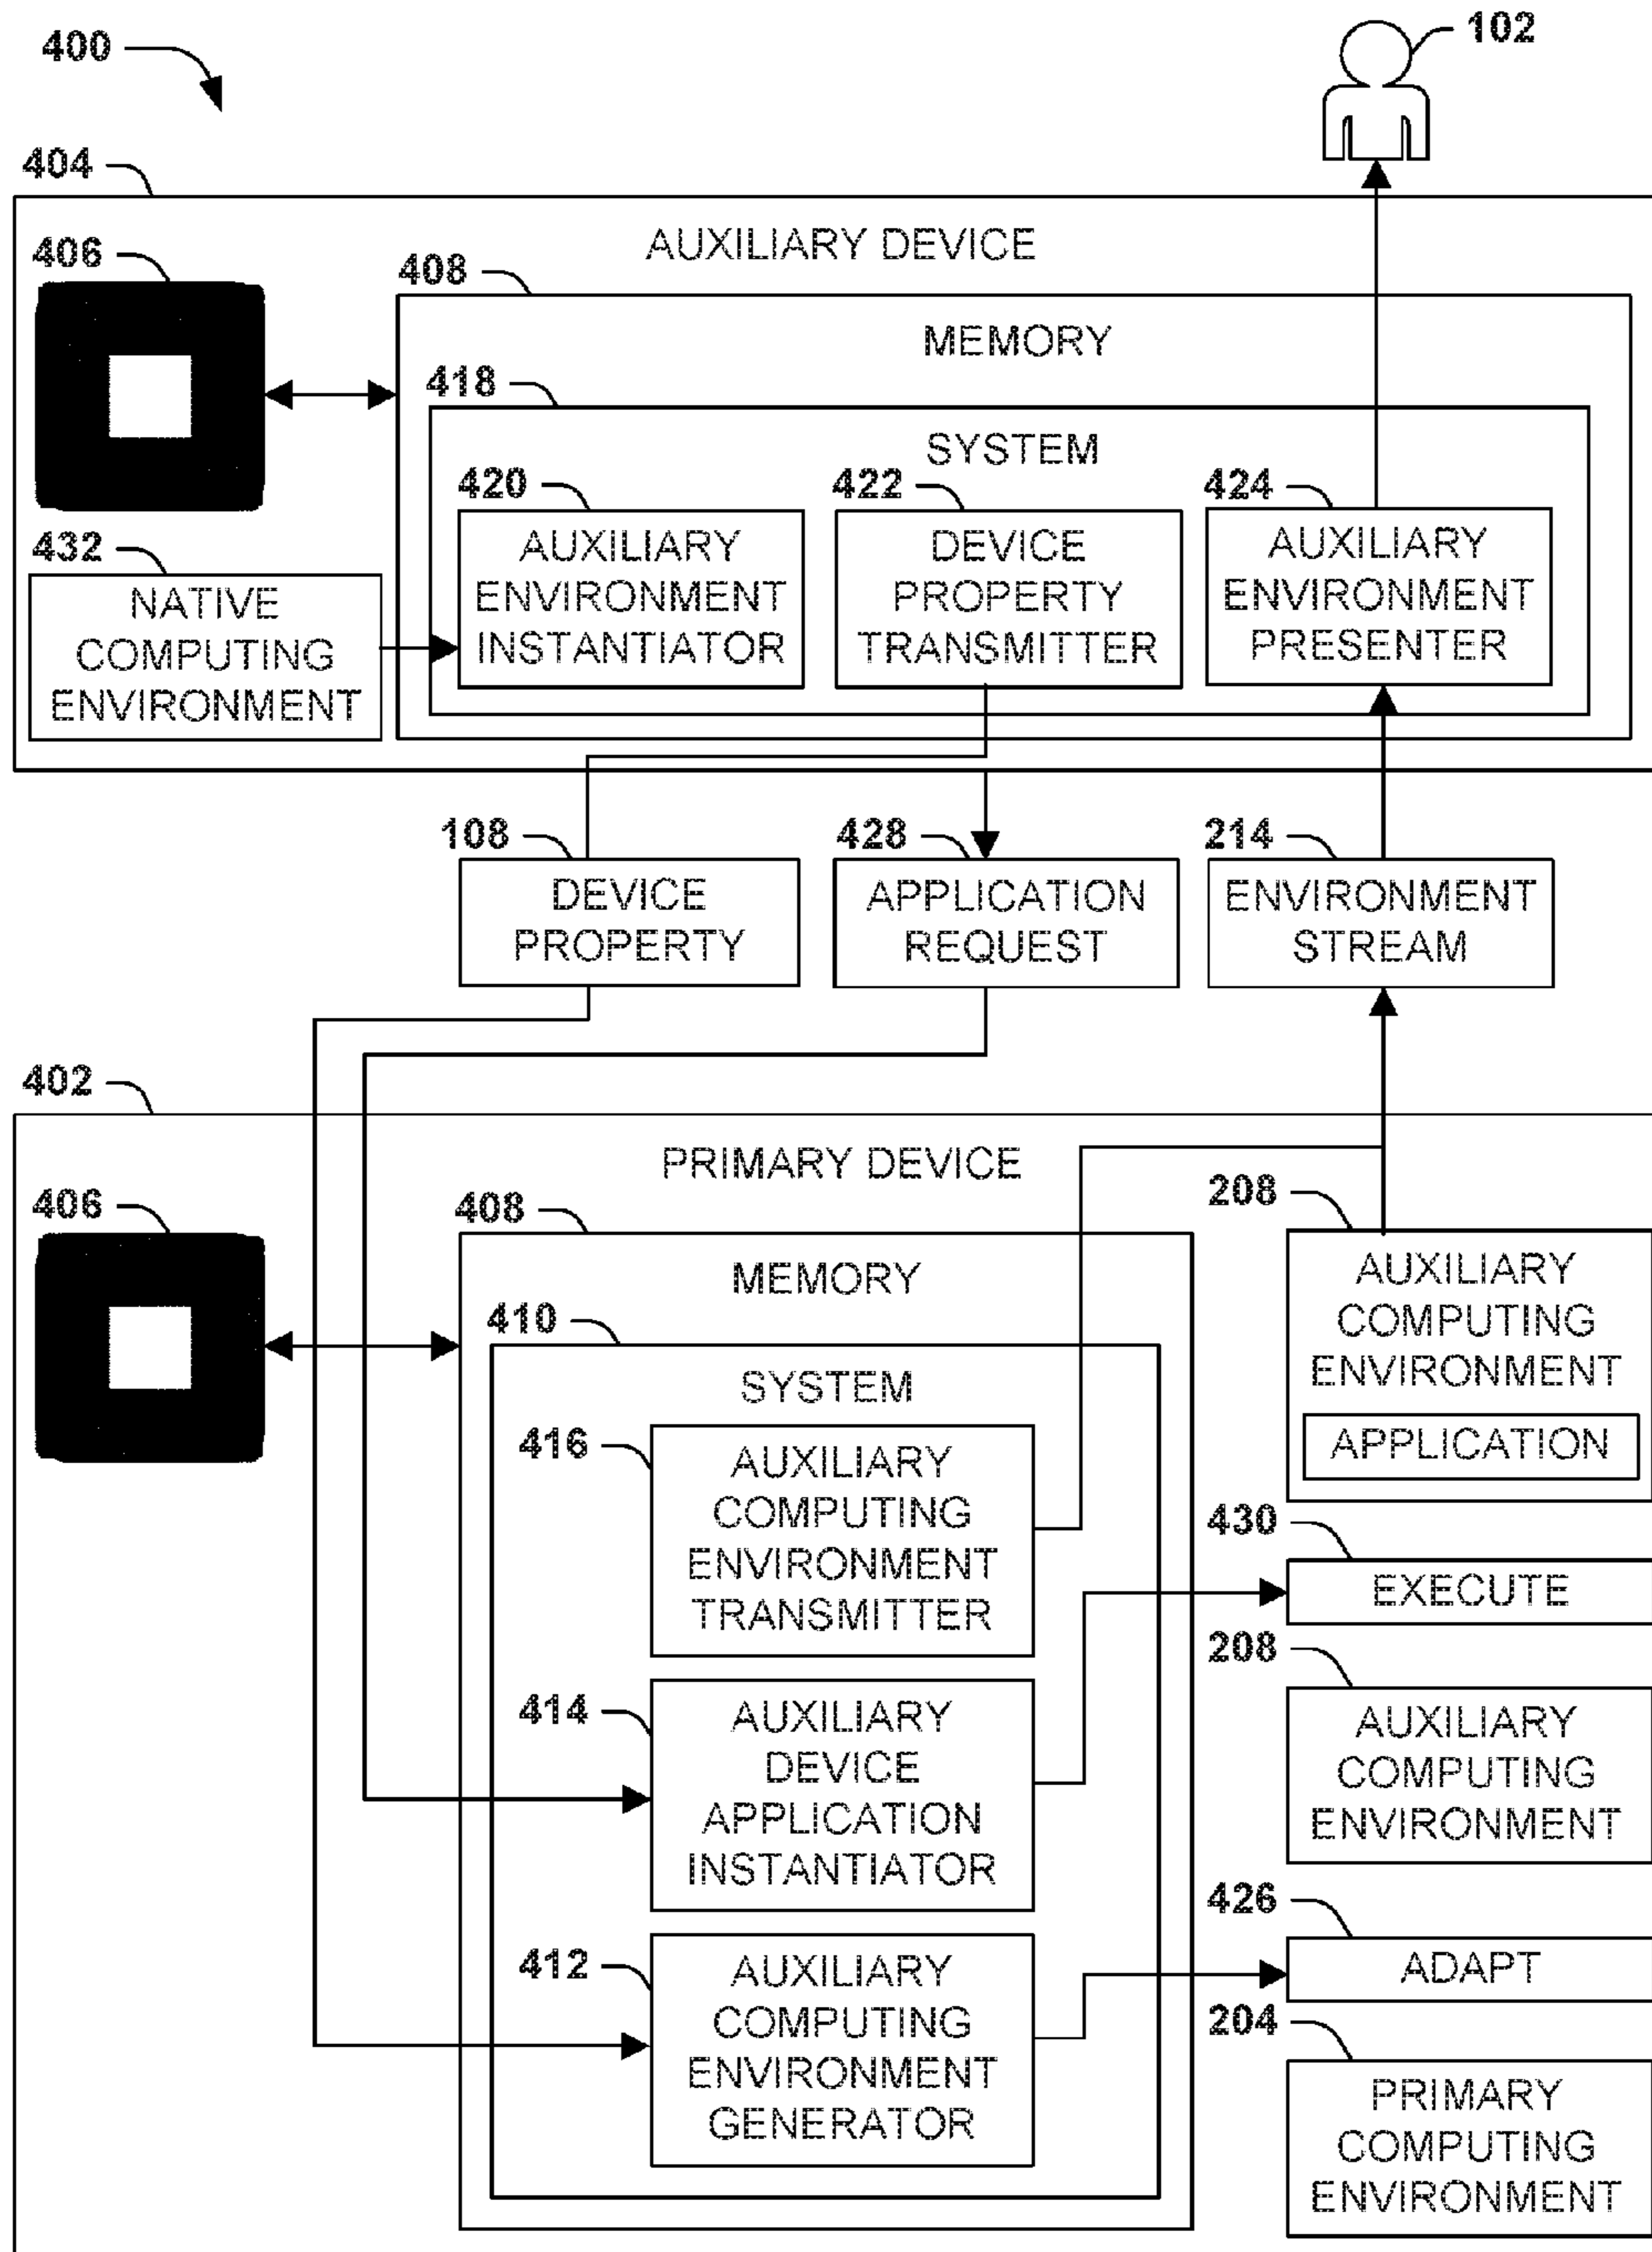 400
102
404
AUXILIARY DEVICE
406
408
MEMORY
418
SYSTEM
420
AUXILIARY
ENVIRONMENT
INSTANTIATOR
422
DEVICE
PROPERTY
TRANSMITTER
424
AUXILIARY
ENVIRONMENT
PRESENTER
432
NATIVE
COMPUTING
ENVIRONMENT
108
DEVICE
PROPERTY
428
APPLICATION
REQUEST
214
ENVIRONMENT
STREAM
402
PRIMARY DEVICE
406
408
MEMORY
410
SYSTEM
416
AUXILIARY
COMPUTING
ENVIRONMENT
TRANSMITTER
414
AUXILIARY
DEVICE
APPLICATION
INSTANTIATOR
412
AUXILIARY
COMPUTING
ENVIRONMENT
GENERATOR
208
AUXILIARY
COMPUTING
ENVIRONMENT
APPLICATION
430
EXECUTE
208
AUXILIARY
COMPUTING
ENVIRONMENT
426
ADAPT
204
PRIMARY
COMPUTING
ENVIRONMENT